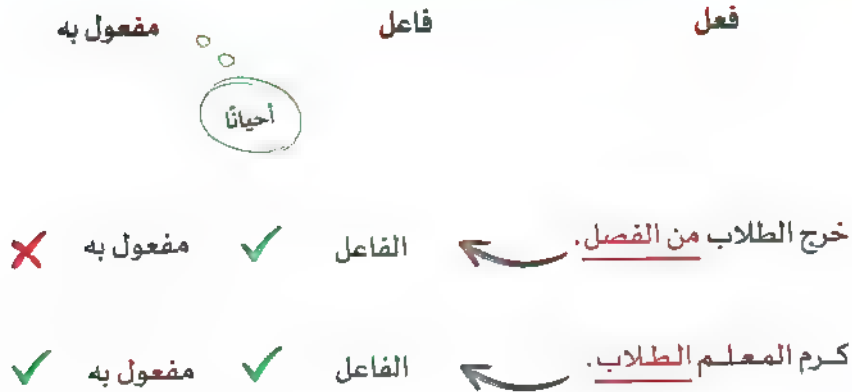 فعل فاعل مفعول به
أحيانًا
خرج الطلاب من الفصل. الفاعل مفعول به
كرم المعلم الطلاب. الفاعل مفعول به